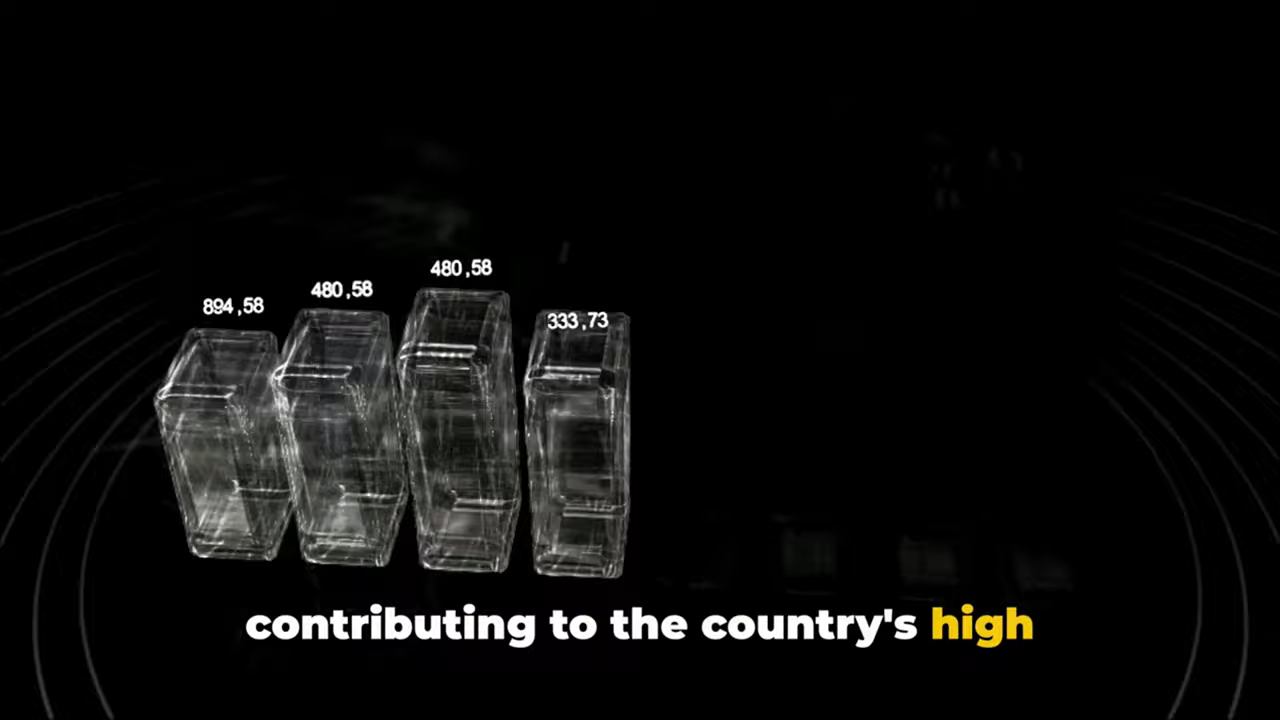 894,58
480,58
480,58
333,73
contributing to the country's high